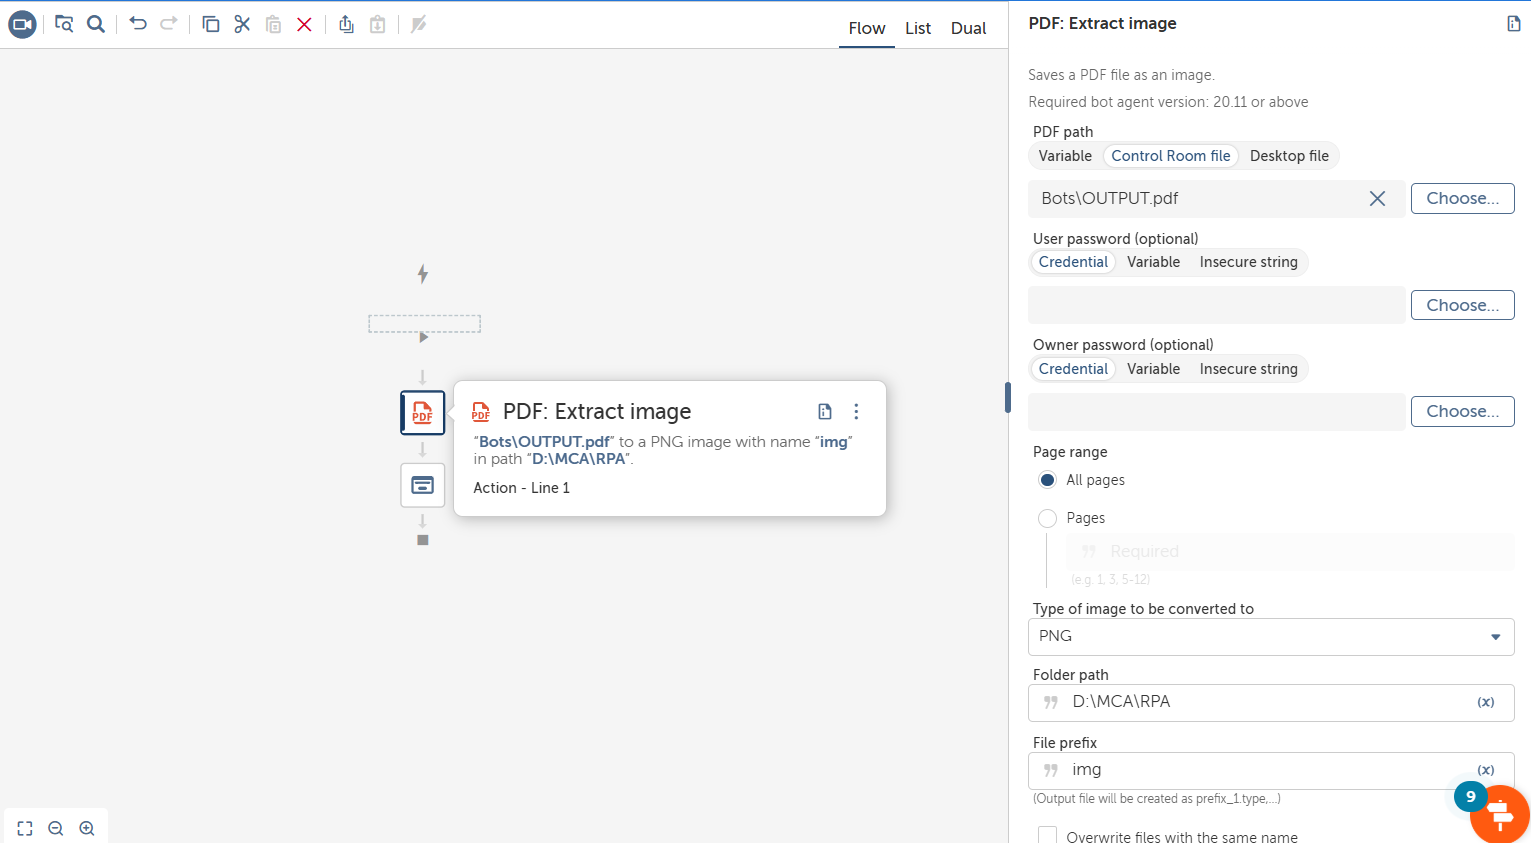 Flow List Dual
PDF
PDF PDF: Extract image
“Bots\OUTPUT.pdf” to a PNG image with name “img”
in path “D:\MCA\RPA”.
Action - Line 1
PDF: Extract image
Saves a PDF file as an image.
Required bot agent version: 20.11 or above
PDF path
Variable Control Room file Desktop file
Bots\OUTPUT.pdf Choose...
User password (optional)
Credential Variable Insecure string
Choose...
Owner password (optional)
Credential Variable Insecure string
Choose...
Page range
All pages
Pages
Required
(e.g. 1, 3, 5-12)
Type of image to be converted to
PNG
Folder path
D:\MCA\RPA (x)
File prefix
img (x)
(Output file will be created as prefix_1.type,...)
9
Overwrite files with the same name